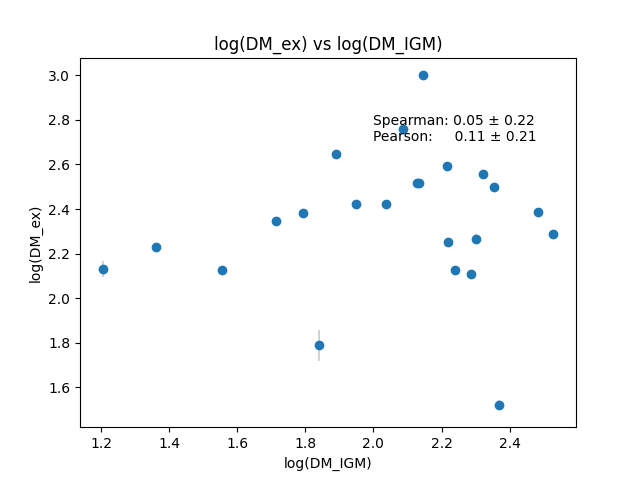 log(DM_ex) vs log(DM_IGM)
3.0
2.8
2.6
2.4
2.2
2.0
1.8
1.6
log(DM_ex)
Spearman: 0.05 ± 0.22
Pearson: 0.11 ± 0.21
1.2 1.4 1.6 1.8 2.0 2.2 2.4
log(DM_IGM)